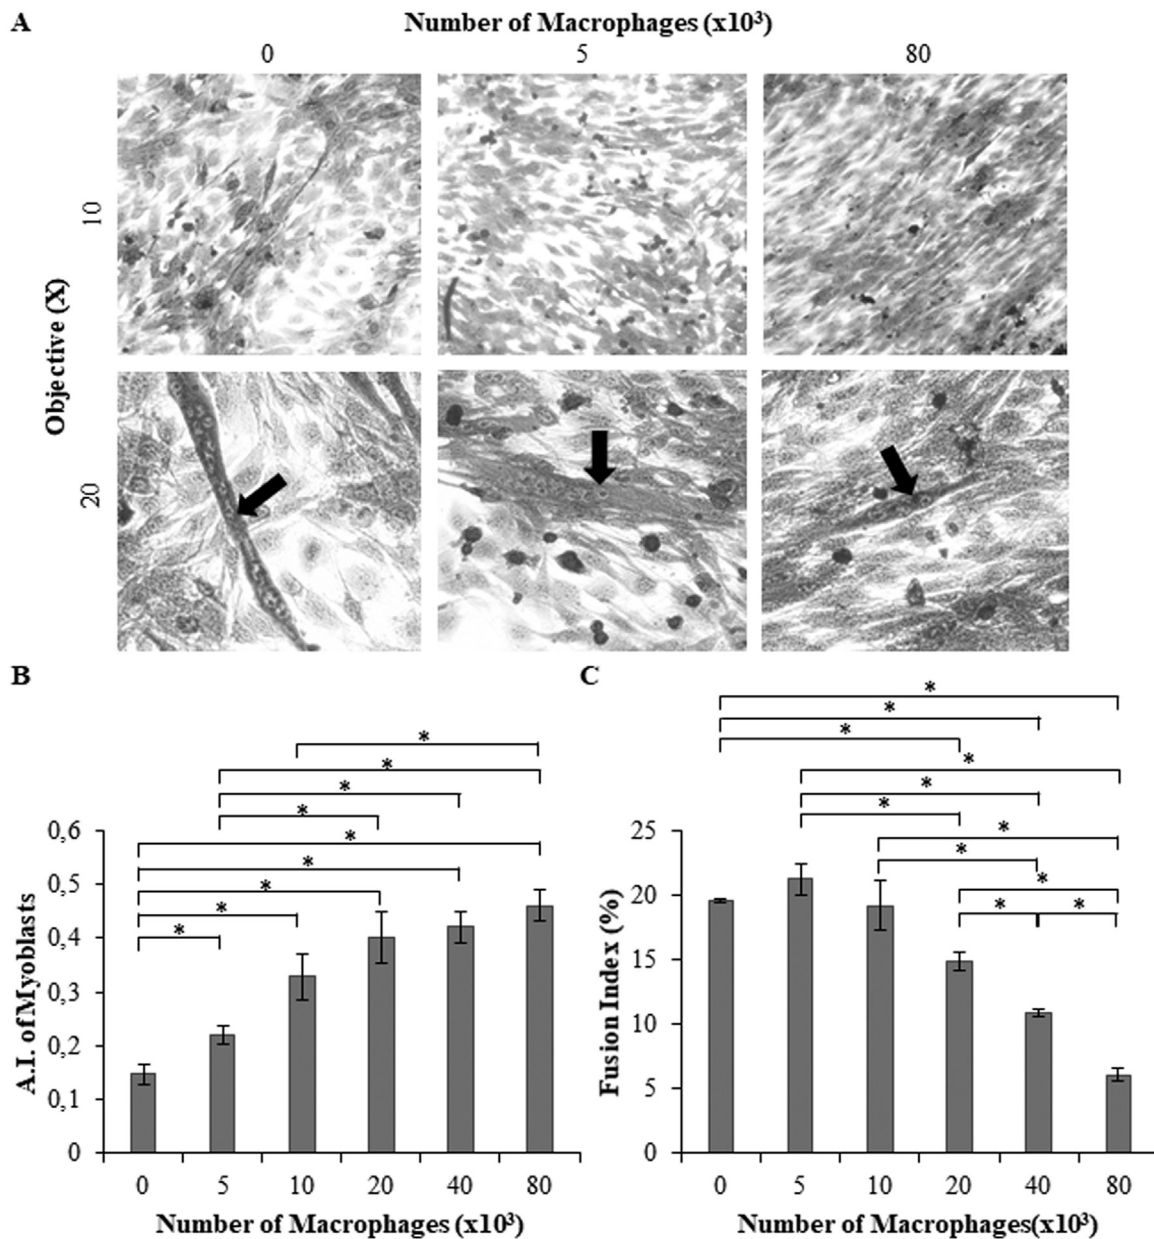 A
Number of Macrophages (x10³)
0 5 80
Objective (X)
10
20
B
C
* * * * * * * * *
* * * * * * * * * * *
A.I. of Myoblasts
0,6
0,5
0,4
0,3
0,2
0,1
0
0 5 10 20 40 80
Number of Macrophages (x10³)
Fusion Index (%)
25
20
15
10
5
0
0 5 10 20 40 80
Number of Macrophages(x10³)